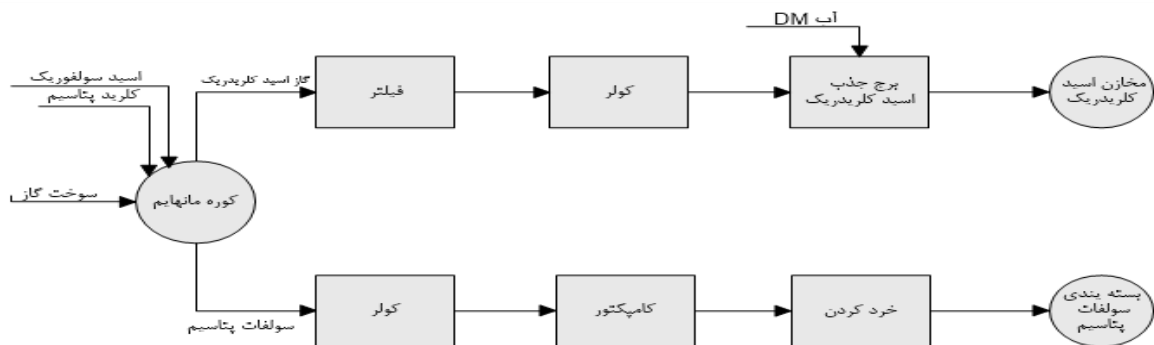 آب DM
اسید سولفوریک
کلرید پتاسیم
گاز اسید کلریدریک
فیلتر
کولر
برج جذب
اسید کلریدریک
مخازن اسید
کلریدریک
سوخت گاز
کوره مانهایم
سولفات پتاسیم
کولر
کامپکتور
خرد کردن
بسته بندی
سولفات
پتاسیم